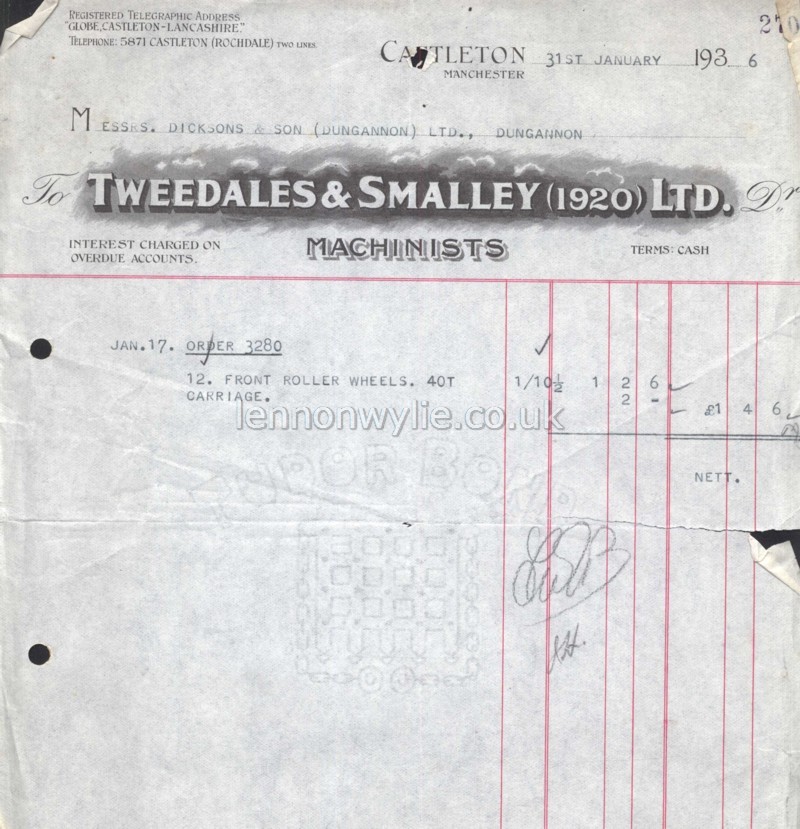 REGISTERED TELEGRAPHIC ADDRESS
"GLOBE, CASTLETON-LANCASHIRE."
TELEPHONE: 5871 CASTLETON (ROCHDALE) TWO LINES.
270
CASTLETON 31ST JANUARY 1936
MANCHESTER
MESSRS. DICKSONS & SON (DUNGANNON) LTD., DUNGANNON
To TWEEDALES & SMALLEY (1920) LTD. Dr
INTEREST CHARGED ON
OVERDUE ACCOUNTS.
MACHINISTS
TERMS: CASH
JAN.17. ORDER 3280
12. FRONT ROLLER WHEELS. 40T 1/10½ 1 2 6
CARRIAGE. 2 - £1 4 6
lennonwylie.co.uk
NETT.
TUDOR BOND